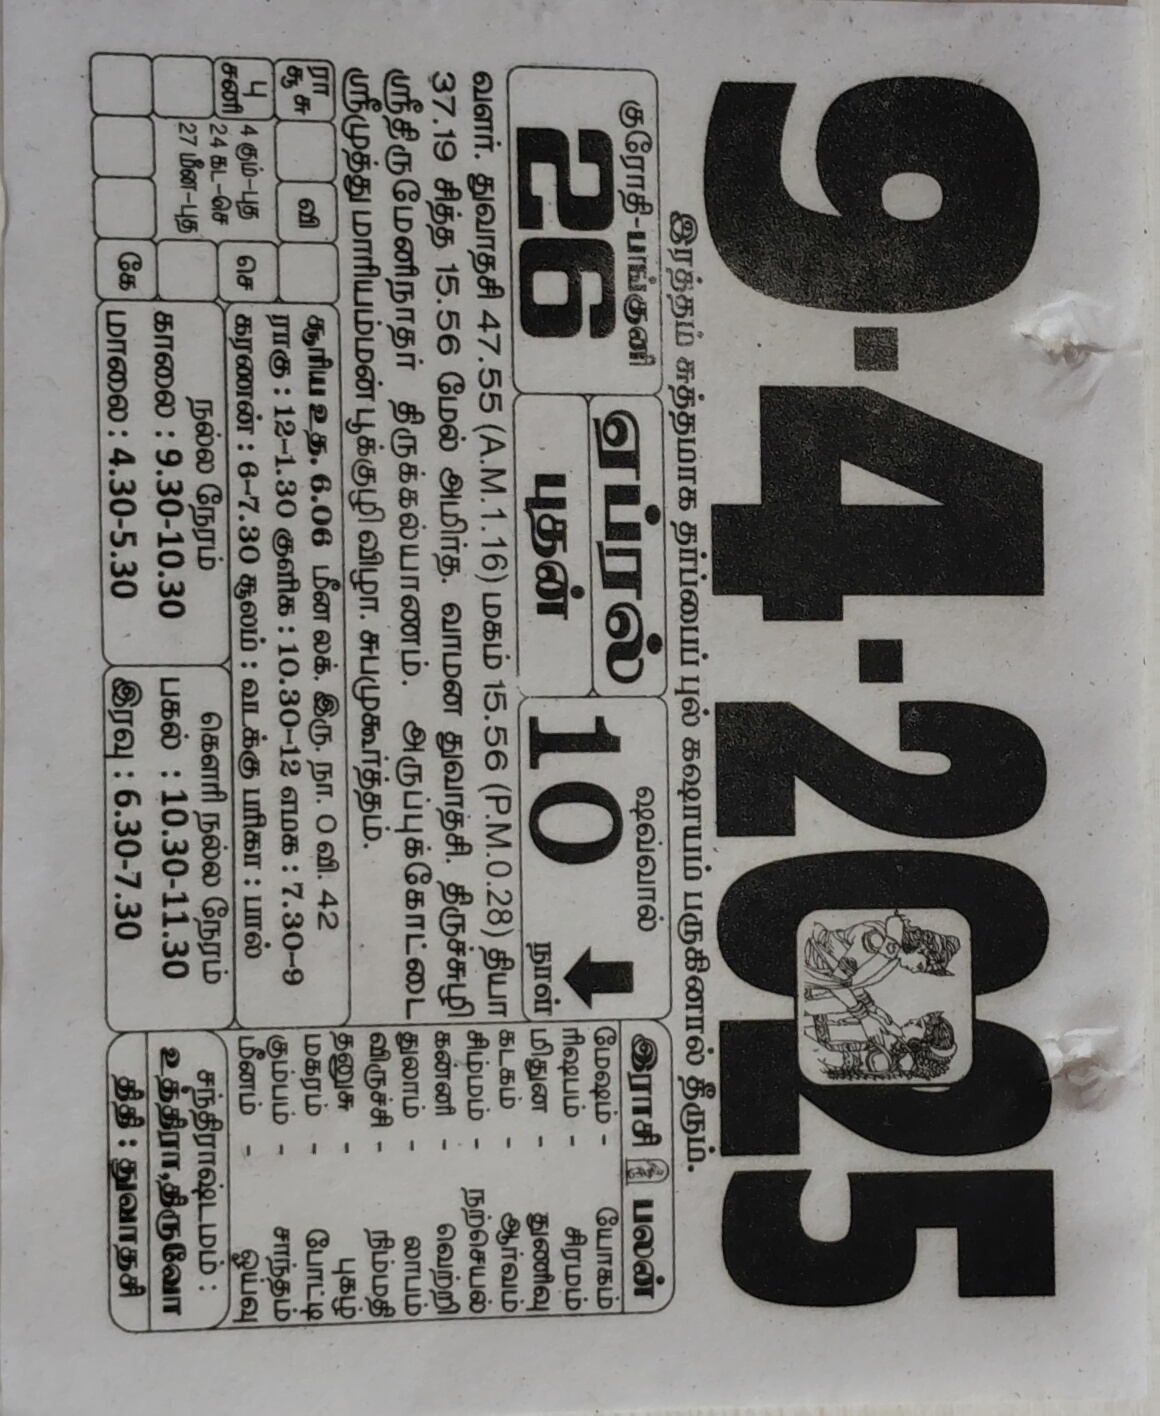 9·4·2025
இரத்தம் சுத்தமாக தர்ப்பைப் புல் கஷாயம் பருகினால் தீரும்.
குரோதி-பங்குனி
26
ஏப்ரல்
புதன்
ஷவ்வால்
10
நாள்
வளர். துவாதசி 47.55 (A.M.1.16) மகம் 15.56 (P.M.0.28) தியா
37.19 சித்த 15.56 மேல் அமிர்த. வாமன துவாதசி. திருச்சுழி
ஸ்ரீதிருமேனிநாதர் திருக்கல்யாணம். அருப்புக்கோட்டை
ஸ்ரீமுத்துமாரியம்மன் பூக்குழி விழா. சுபமுகூர்த்தம்.
ரா
சூ சு
வி
பு
சனி
4 கும்-புத
24 கட-செ
27 மீன-புத
செ
கே
சூரிய உத. 6.06 மீன லக். இரு. நா. 0 வி. 42
ராகு : 12-1.30 குளிக : 10.30-12 எமக : 7.30-9
கரணன் : 6-7.30 சூலம் : வடக்கு பரிகா : பால்
நல்ல நேரம்
காலை : 9.30-10.30
மாலை : 4.30-5.30
கெளரி நல்ல நேரம்
பகல் : 10.30-11.30
இரவு : 6.30-7.30
இராசி பலன்
மேஷம் - யோகம்
ரிஷபம் - சிரமம்
மிதுன - துணிவு
கடகம் - ஆர்வம்
சிம்மம் - நற்செயல்
கன்னி - வெற்றி
துலாம் - லாபம்
விருச்சி - நிம்மதி
தனுசு - புகழ்
மகரம் - போட்டி
கும்பம் - சாந்தம்
மீனம் - ஓய்வு
சந்திராஷ்டமம் :
உத்திரா,திருவோ
திதி : துவாதசி